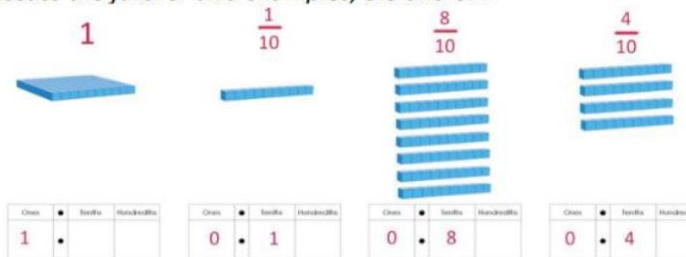 1
1
10
8
10
4
10
Ones • Tenths Hundredths
1 •
Ones • Tenths Hundredths
0 • 1
Ones • Tenths Hundredths
0 • 8
Ones • Tenths
0 • 4